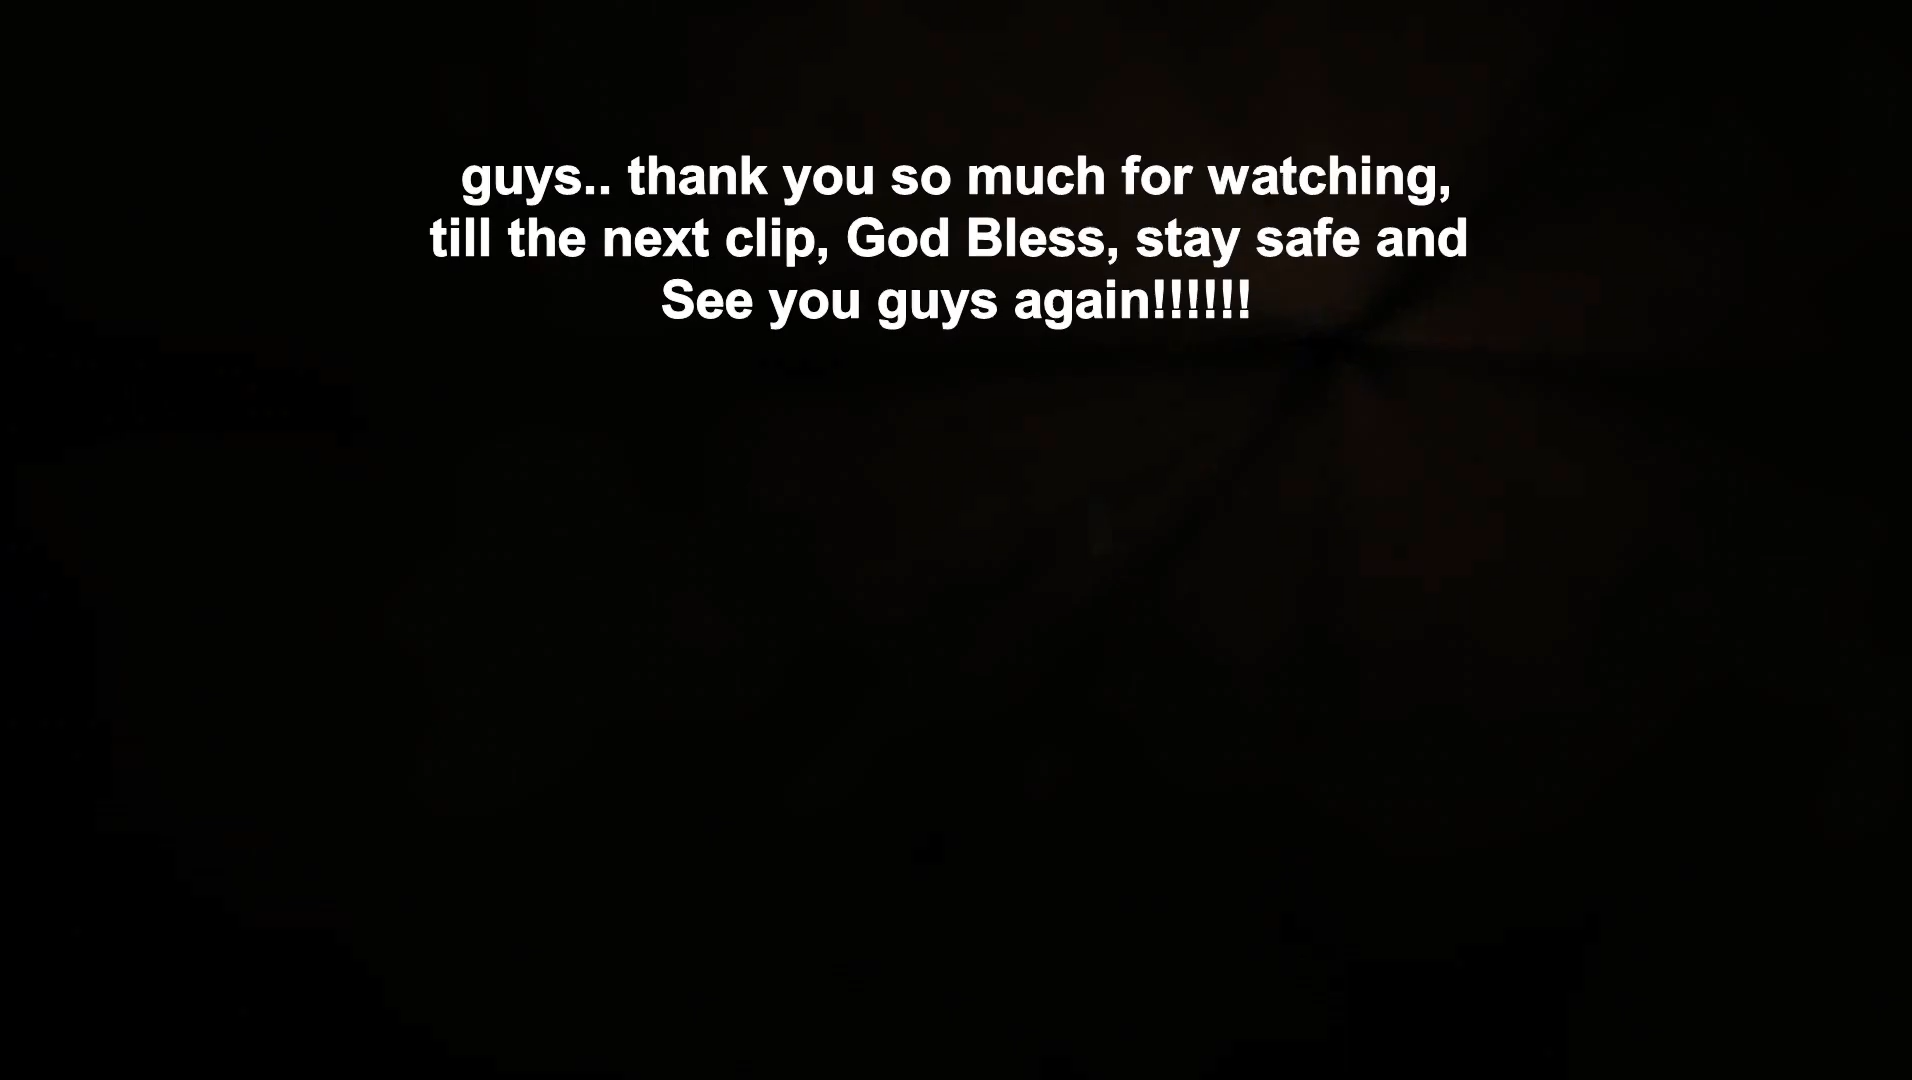 guys.. thank you so much for watching,
till the next clip, God Bless, stay safe and
See you guys again!!!!!!